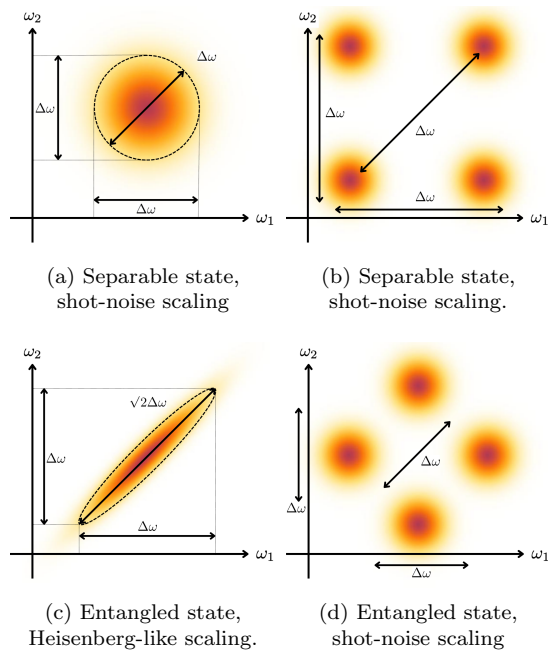 ω₂
Δω
Δω
Δω
ω₁
(a) Separable state,
shot-noise scaling
ω₂
Δω
Δω
ω₁
(b) Separable state,
shot-noise scaling.
ω₂
√2Δω
Δω
Δω
ω₁
(c) Entangled state,
Heisenberg-like scaling.
ω₂
Δω
Δω
Δω
ω₁
(d) Entangled state,
shot-noise scaling